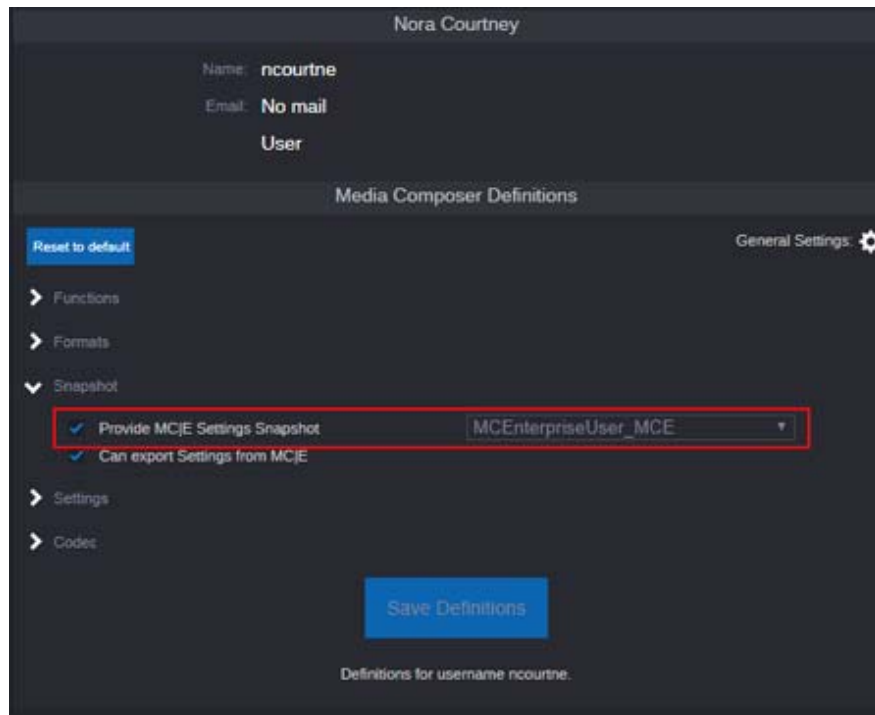 Nora Courtney
Name: ncourtne
Email: No mail
User
Media Composer Definitions
Reset to default
General Settings:
Functions
Formats
Snapshot
Provide MC|E Settings Snapshot MCEnterpriseUser_MCE
Can export Settings from MC|E
Settings
Codec
Save Definitions
Definitions for username ncourtne.